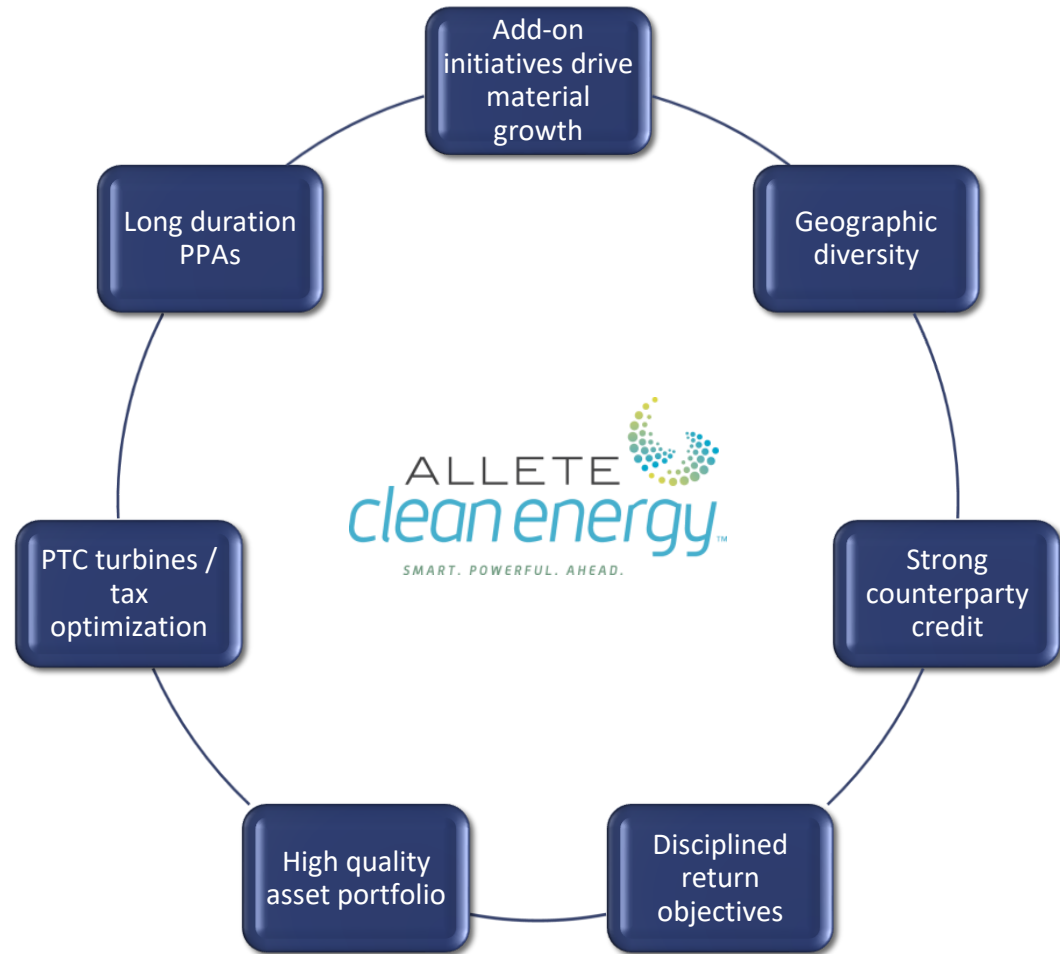 Add-on
initiatives drive
material
growth
Long duration
PPAs
Geographic
diversity
ALLETE
clean energy™
SMART. POWERFUL. AHEAD.
PTC turbines /
tax
optimization
Strong
counterparty
credit
High quality
asset portfolio
Disciplined
return
objectives